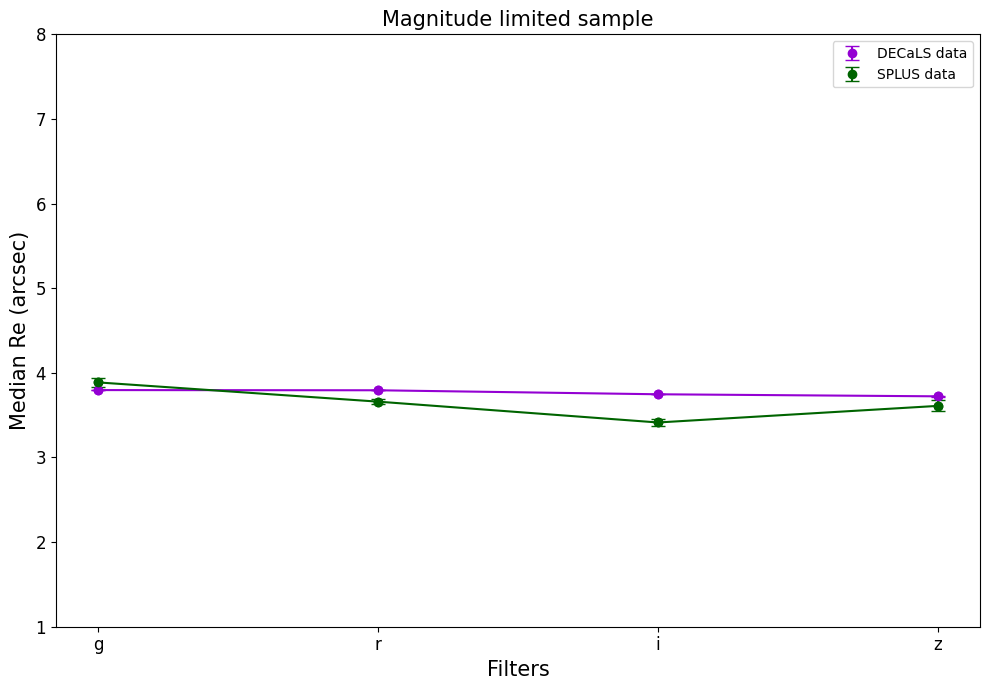 Magnitude limited sample
DECaLS data
SPLUS data
Median Re (arcsec)
8
7
6
5
4
3
2
1
g r i z
Filters